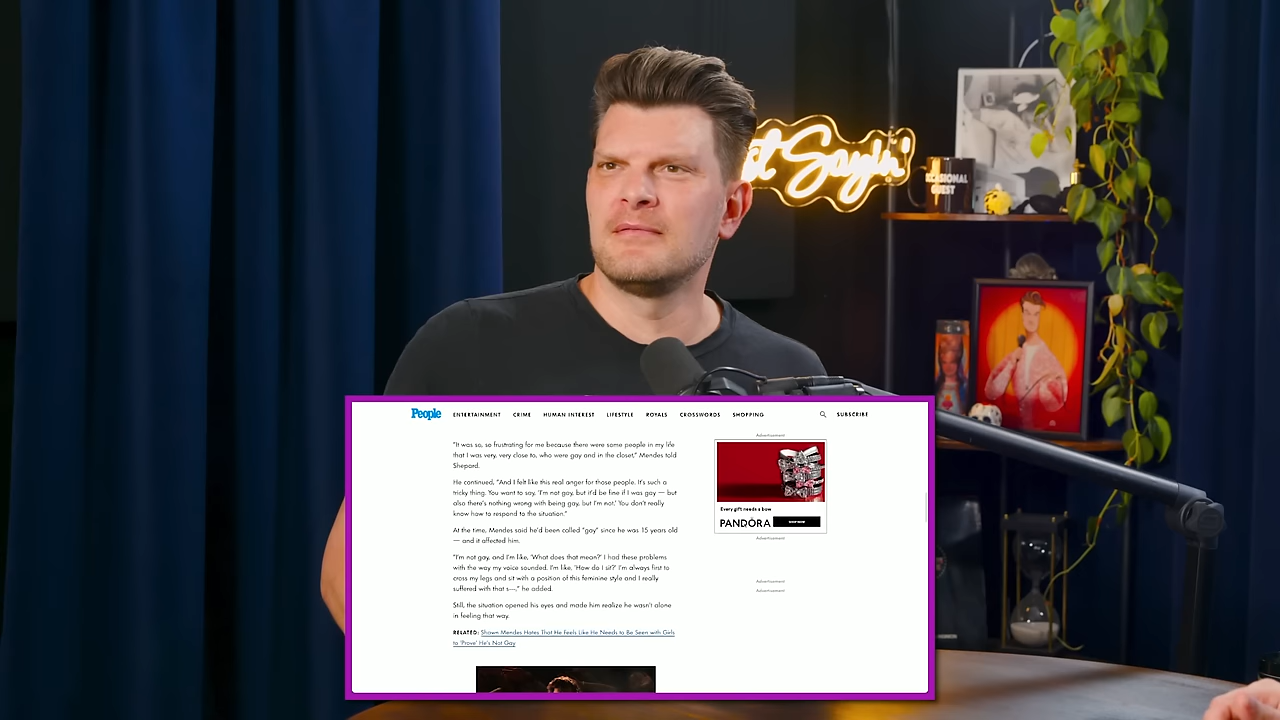 t Sayin'
CASIONAL
GUEST
People
ENTERTAINMENT CRIME HUMAN INTEREST LIFESTYLE ROYALS CROSSWORDS SHOPPING
SUBSCRIBE
"It was so, so frustrating for me because there were some people in my life
that I was very, very close to, who were gay and in the closet," Mendes told
Shepard.
He continued, "And I felt like this real anger for those people. It's such a
tricky thing. You want to say, 'I'm not gay, but it'd be fine if I was gay — but
also there's nothing wrong with being gay, but I'm not.' You don't really
know how to respond to the situation."
At the time, Mendes said he'd been called "gay" since he was 15 years old
— and it affected him.
"I'm not gay, and I'm like, 'What does that mean?' I had these problems
with the way my voice sounded. I'm like, 'How do I sit?' I'm always first to
cross my legs and sit with a position of this feminine style and I really
suffered with that s---," he added.
Still, the situation opened his eyes and made him realize he wasn't alone
in feeling that way.
RELATED: Shawn Mendes Hates That He Feels Like He Needs to Be Seen with Girls
to 'Prove' He's Not Gay
Advertisement
Every gift needs a bow
PANDORA
SHOP NOW
Advertisement
Advertisement
Advertisement